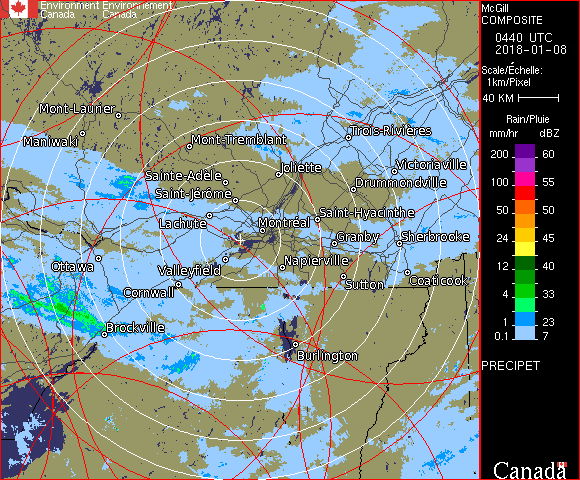 Environment Environnement
Canada Canada
McGill
COMPOSITE
0440 UTC
2018-01-08
Scale/Échelle:
1km/Pixel
40 KM
Rain/Pluie
mm/hr dBZ
200 60
100 55
50 50
24 45
12 40
4 33
1 23
0.1 7
PRECIPET
Canada
Mont-Laurier
Maniwaki
Mont-Tremblant
Trois-Rivières
Joliette
Victoriaville
Sainte-Adèle
Drummondville
Saint-Jérôme
Lachute
Saint-Hyacinthe
Montréal
Granby
Sherbrooke
Ottawa
Valleyfield
Napierville
Cornwall
Sutton
Coaticook
Brockville
Burlington